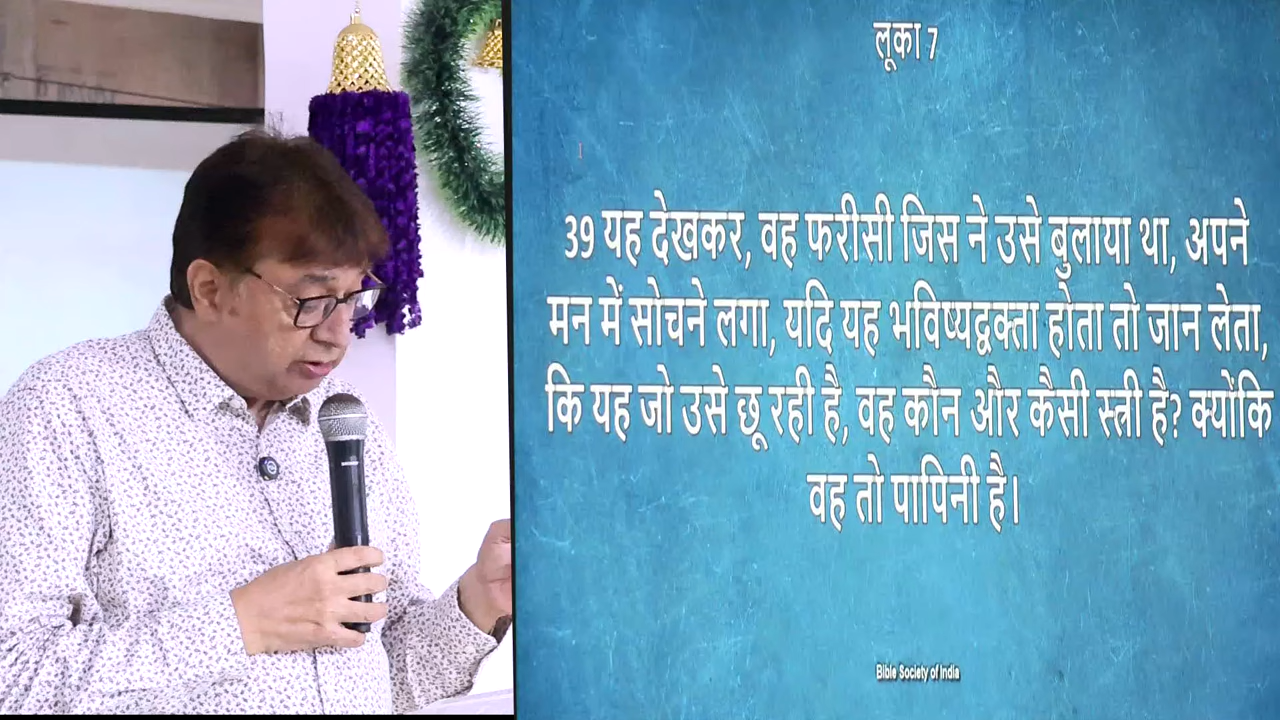 लूका 7
39 यह देखकर, वह फरीसी जिस ने उसे बुलाया था, अपने
मन में सोचने लगा, यदि यह भविष्यद्वक्ता होता तो जान लेता,
कि यह जो उसे छू रही है, वह कौन और कैसी स्त्री है? क्योंकि
वह तो पापिनी है।
Bible Society of India